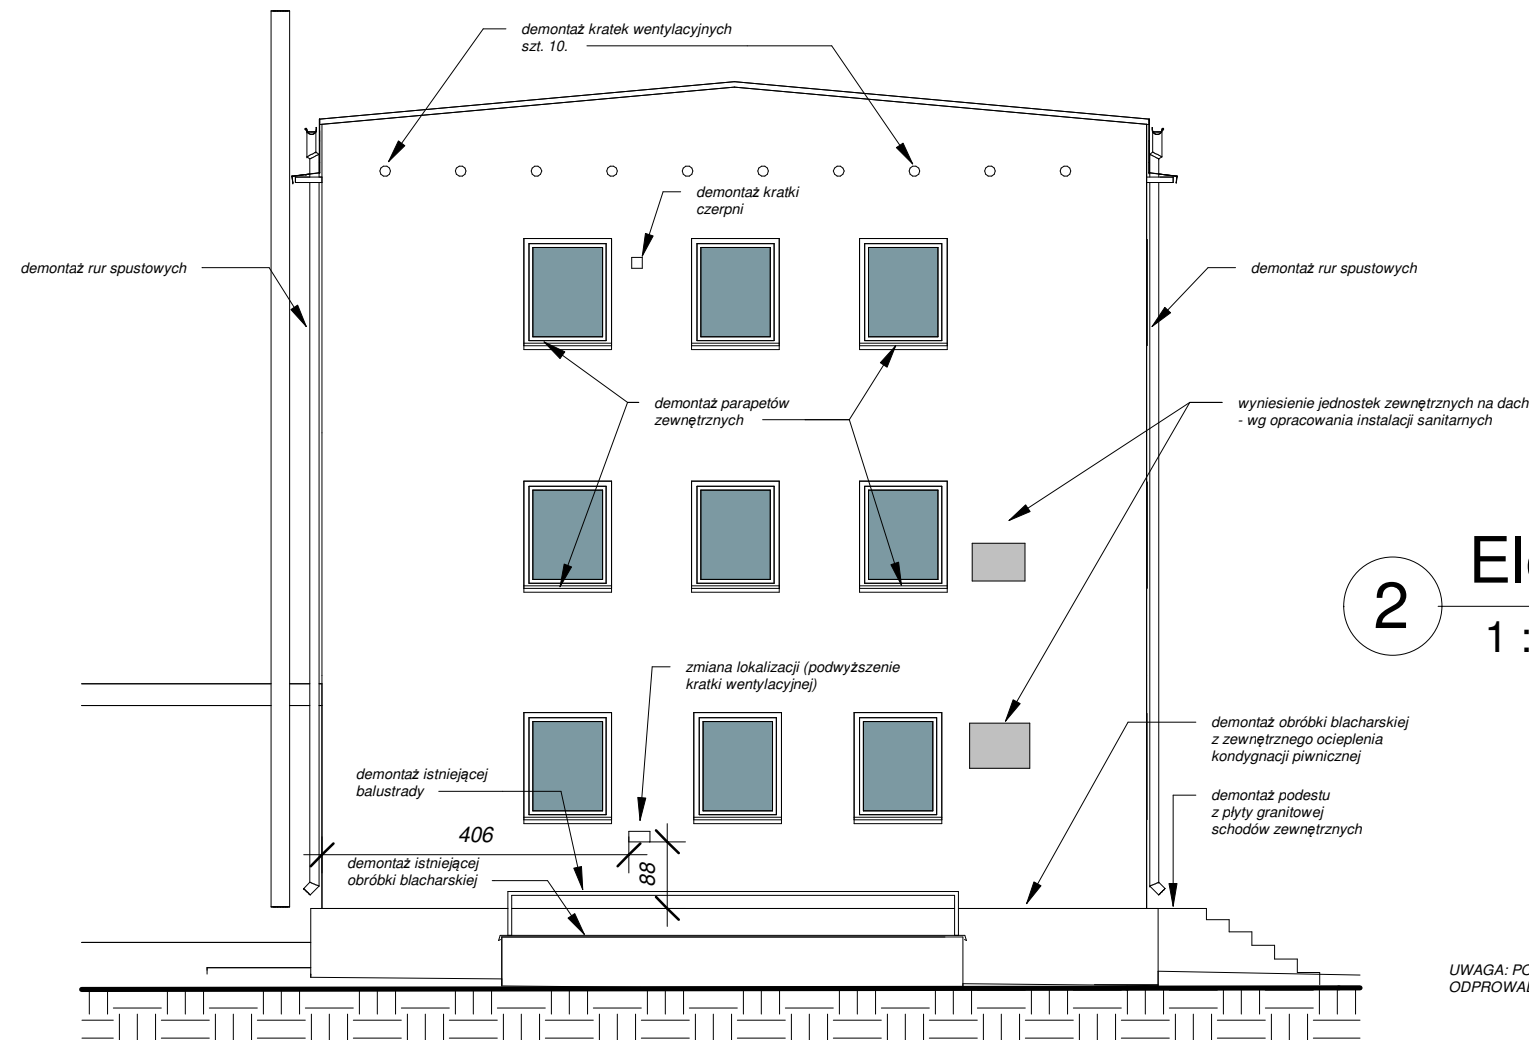 demontaż kratek wentylacyjnych
szt. 10.
demontaż kratki
czerpni
demontaż rur spustowych
demontaż rur spustowych
demontaż parapetów
zewnętrznych
wyniesienie jednostek zewnętrznych na dach
- wg opracowania instalacji sanitarnych
2
1 :
zmiana lokalizacji (podwyższenie
kratki wentylacyjnej)
demontaż obróbki blacharskiej
z zewnętrznego ocieplenia
kondygnacji piwnicznej
demontaż istniejącej
balustrady
demontaż podestu
z płyty granitowej
schodów zewnętrznych
406
88
demontaż istniejącej
obróbki blacharskiej
UWAGA: